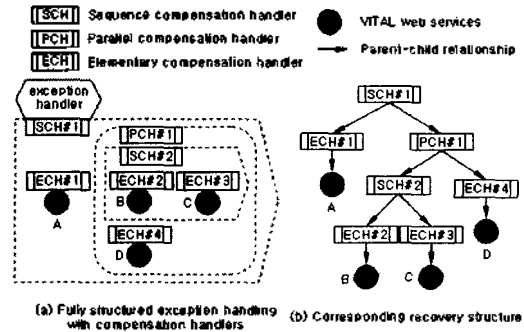 SCH Sequence compensation handler
PCH Parallel compensation handler
ECH Elementary compensation handler
VITAL web services
Parent-child relationship
exception
handler
SCH#1
PCH#1
SCH#2
ECH#1
ECH#2
ECH#3
A
B
C
ECH#4
D
(a) Fully structured exception handling
with compensation handlers
SCH#1
ECH#1
PCH#1
A
SCH#2
ECH#4
D
ECH#2
ECH#3
B
C
(b) Corresponding recovery structure